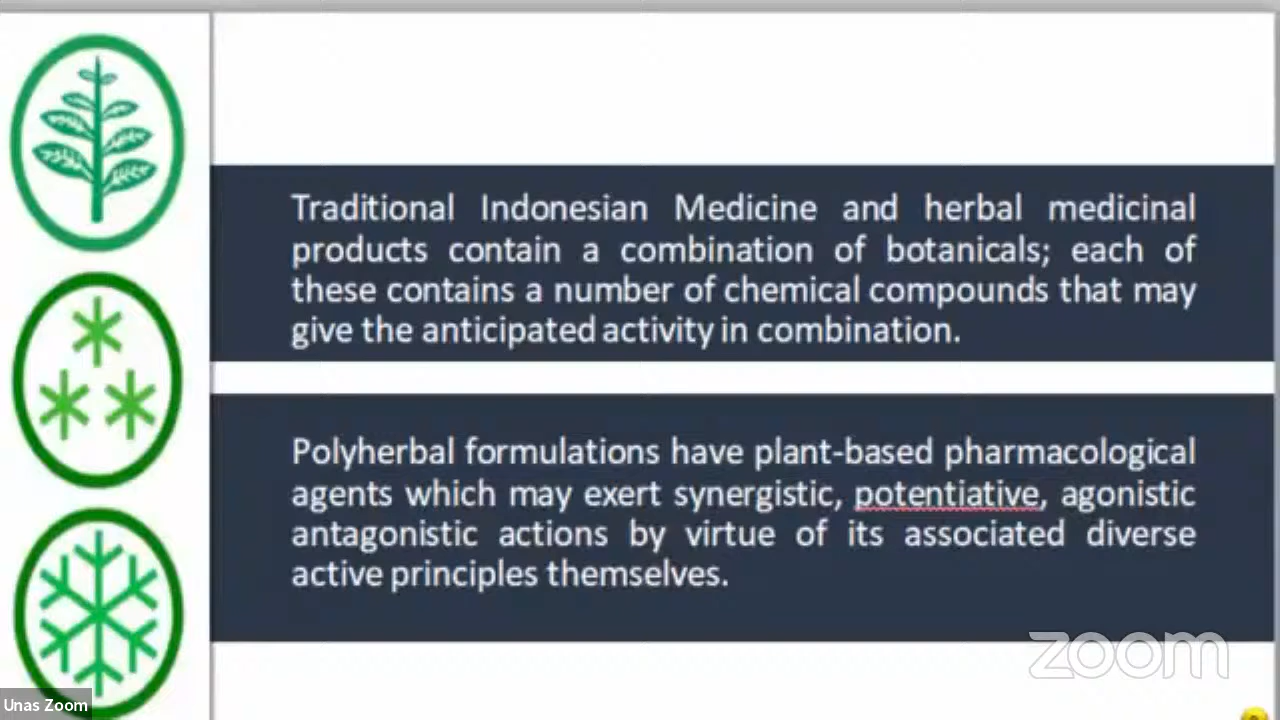 Traditional Indonesian Medicine and herbal medicinal
products contain a combination of botanicals; each of
these contains a number of chemical compounds that may
give the anticipated activity in combination.
Polyherbal formulations have plant-based pharmacological
agents which may exert synergistic, potentiative, agonistic
antagonistic actions by virtue of its associated diverse
active principles themselves.
zoom
Unas Zoom